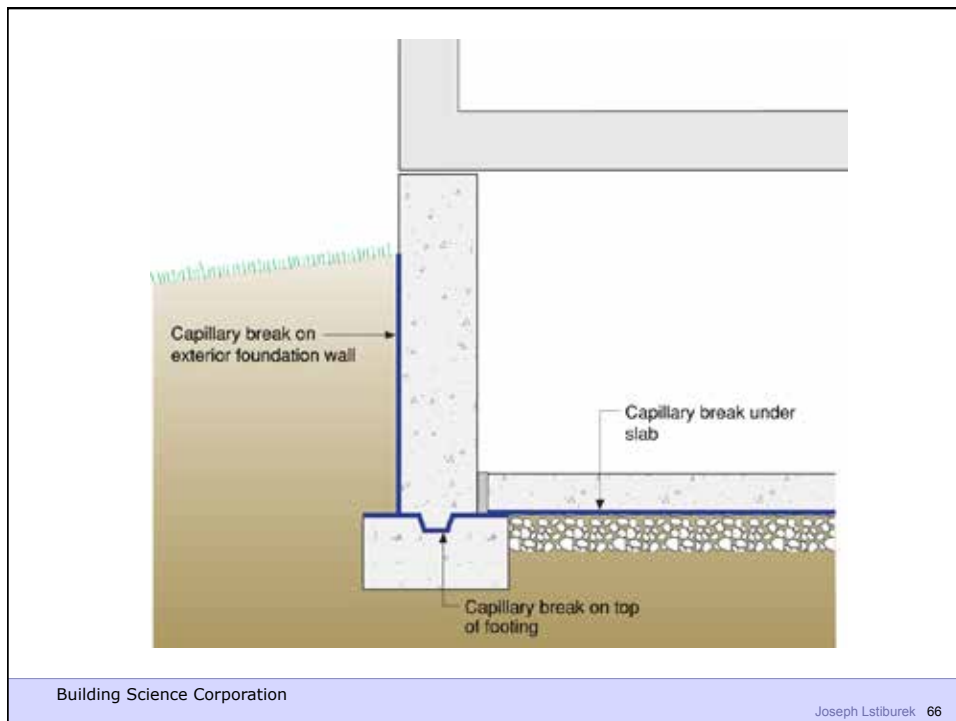 Capillary break on
exterior foundation wall
Capillary break under
slab
Capillary break on top
of footing
Building Science Corporation
Joseph Lstiburek 66